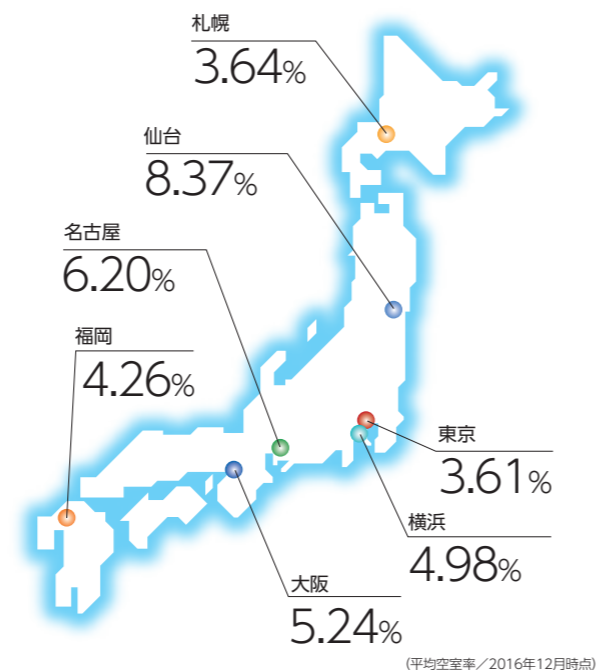 札幌
3.64%
仙台
8.37%
名古屋
6.20%
福岡
4.26%
東京
3.61%
横浜
4.98%
大阪
5.24%
(平均空室率／2016年12月時点)